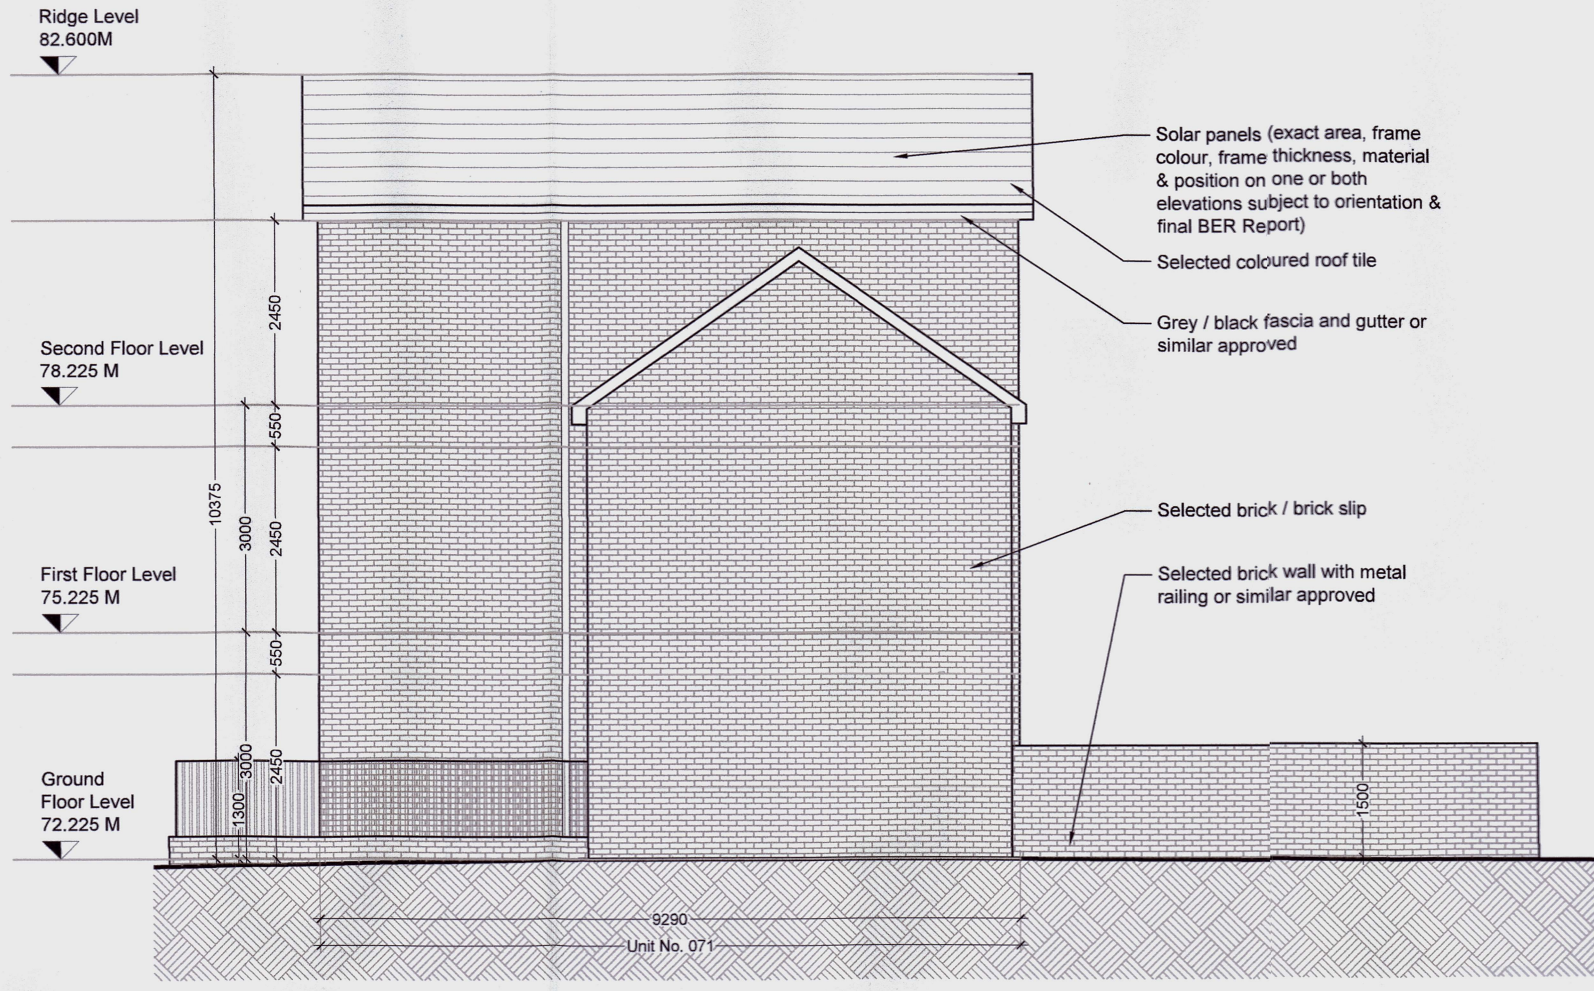 Ridge Level
82.600M
Solar panels (exact area, frame
colour, frame thickness, material
& position on one or both
elevations subject to orientation &
final BER Report)
Selected coloured roof tile
Grey / black fascia and gutter or
similar approved
Second Floor Level
78.225 M
Selected brick / brick slip
First Floor Level
75.225 M
Selected brick wall with metal
railing or similar approved
Ground
Floor Level
72.225 M
10375
3000
3000
1300
2450
550
2450
550
2450
1500
9290
Unit No. 071